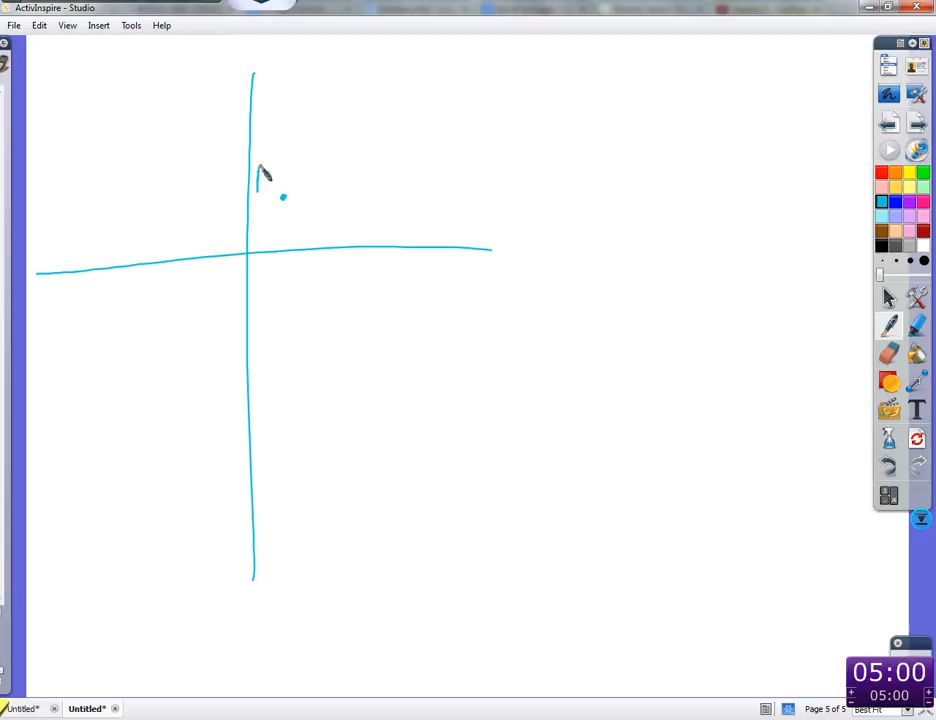 ActivInspire - Studio
File Edit View Insert Tools Help
05:00
05:00
Untitled* Untitled* Page 5 of 5 Best Fit